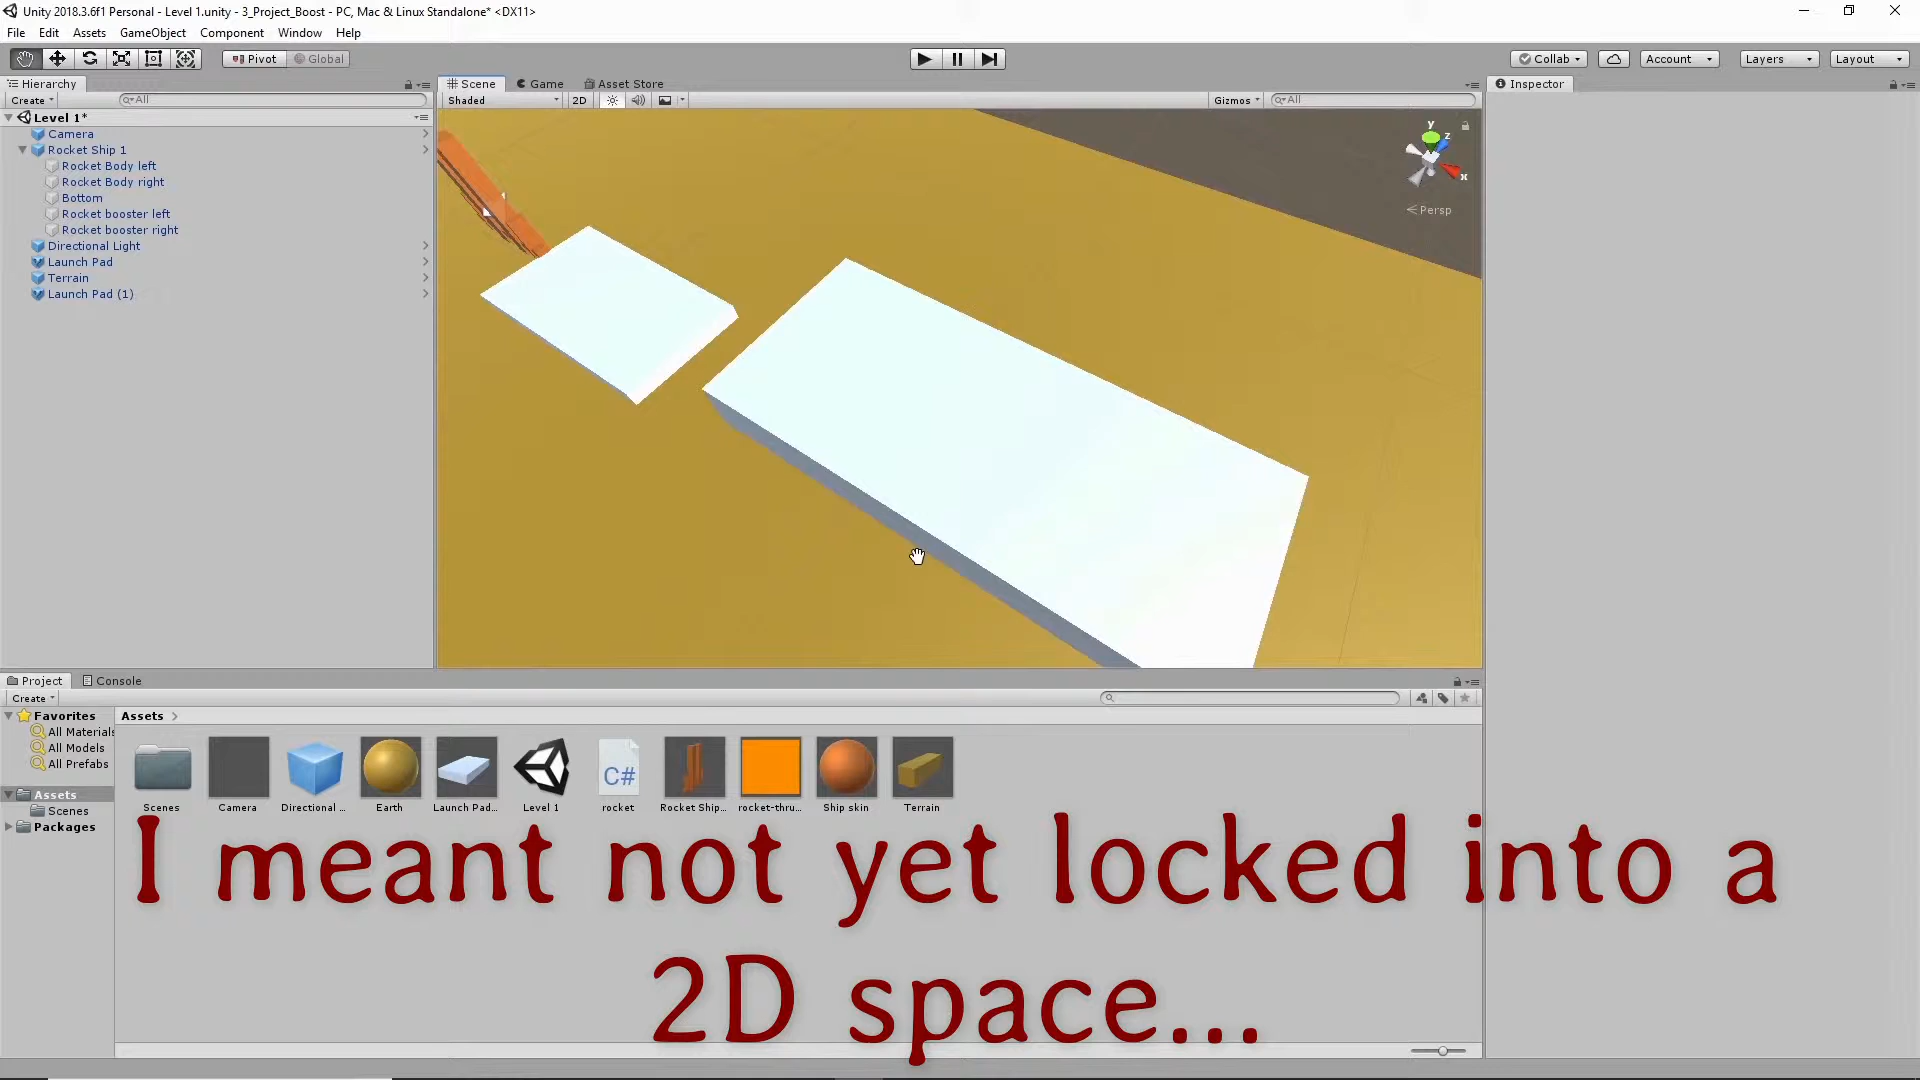 Unity 2018.3.6f1 Personal - Level 1.unity - 3_Project_Boost - PC, Mac & Linux Standalone* <DX11>
File Edit Assets GameObject Component Window Help
Pivot Global Collab Account Layers Layout
Hierarchy
Create All
Level 1*
Camera
Rocket Ship 1
Rocket Body left
Rocket Body right
Bottom
Rocket booster left
Rocket booster right
Directional Light
Launch Pad
Terrain
Launch Pad (1)
Scene Game Asset Store
Shaded 2D Gizmos All
y
z
x
Persp
Inspector
Project Console
Create
Favorites
All Materials
All Models
All Prefabs
Assets
Scenes
Packages
Assets
C#
Scenes Camera Directional ... Earth Launch Pad... Level 1 rocket Rocket Ship... rocket-thru... Ship skin Terrain
I meant not yet locked into a
2D space...